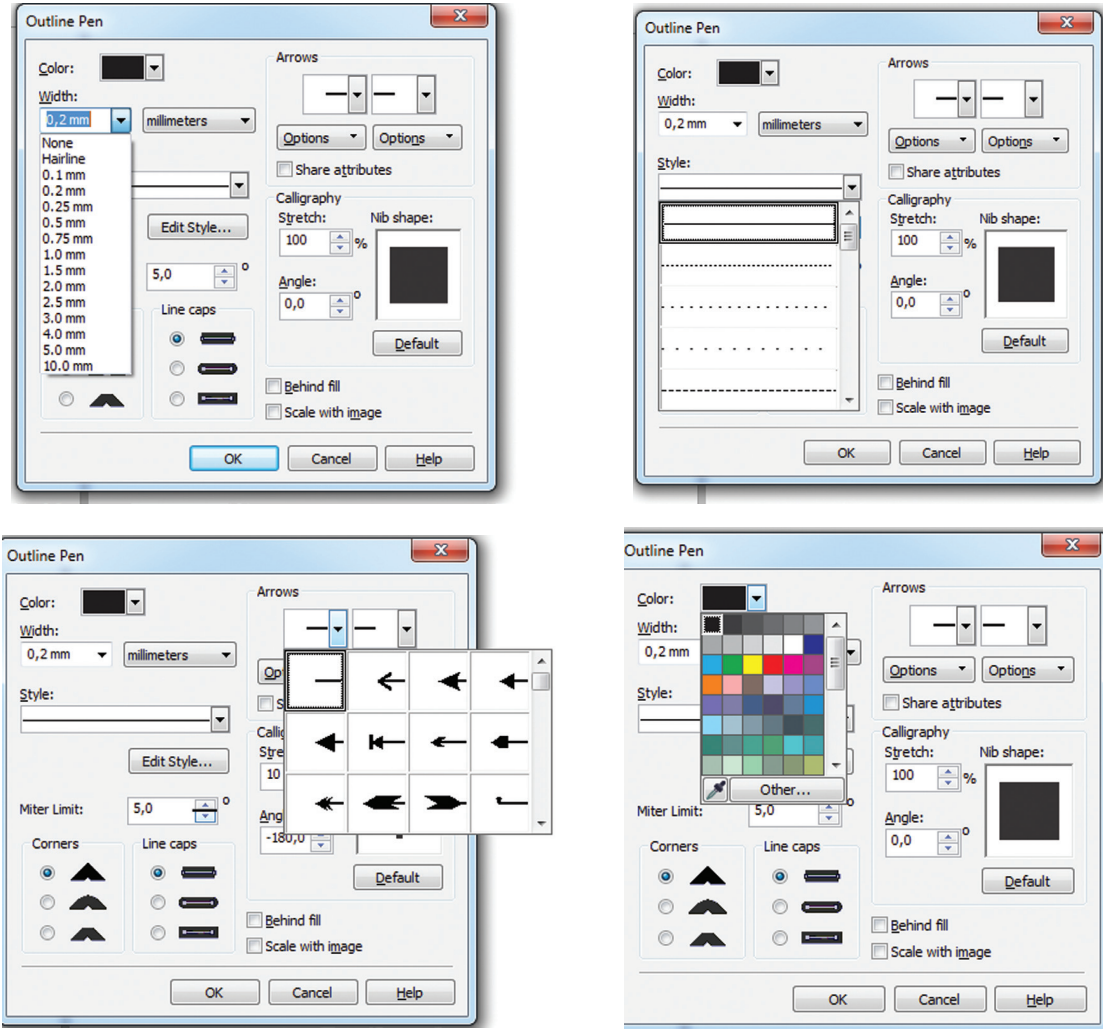 Outline Pen
Color:
Arrows
Width:
0,2 mm
millimeters
None
Hairline
0.1 mm
0.2 mm
0.25 mm
0.5 mm
0.75 mm
1.0 mm
1.5 mm
2.0 mm
2.5 mm
3.0 mm
4.0 mm
5.0 mm
10.0 mm
Edit Style...
5,0 °
Line caps
Options
Options
Share attributes
Calligraphy
Stretch:
Nib shape:
100 %
Angle:
0,0 °
Default
Behind fill
Scale with image
OK
Cancel
Help
Outline Pen
Color:
Width:
0,2 mm
millimeters
Style:
Arrows
Options
Options
Share attributes
Calligraphy
Stretch:
Nib shape:
100 %
Angle:
0,0 °
Default
Behind fill
Scale with image
OK
Cancel
Help
Outline Pen
Color:
Width:
0,2 mm
millimeters
Style:
Edit Style...
Miter Limit:
5,0 °
Corners
Line caps
Arrows
Op
S
Callig
Stre
10
Ang
-180,0
Default
Behind fill
Scale with image
OK
Cancel
Help
Outline Pen
Color:
Width:
0,2 mm
Style:
Other...
Miter Limit:
5,0 °
Corners
Line caps
Arrows
Options
Options
Share attributes
Calligraphy
Stretch:
Nib shape:
100 %
Angle:
0,0 °
Default
Behind fill
Scale with image
OK
Cancel
Help